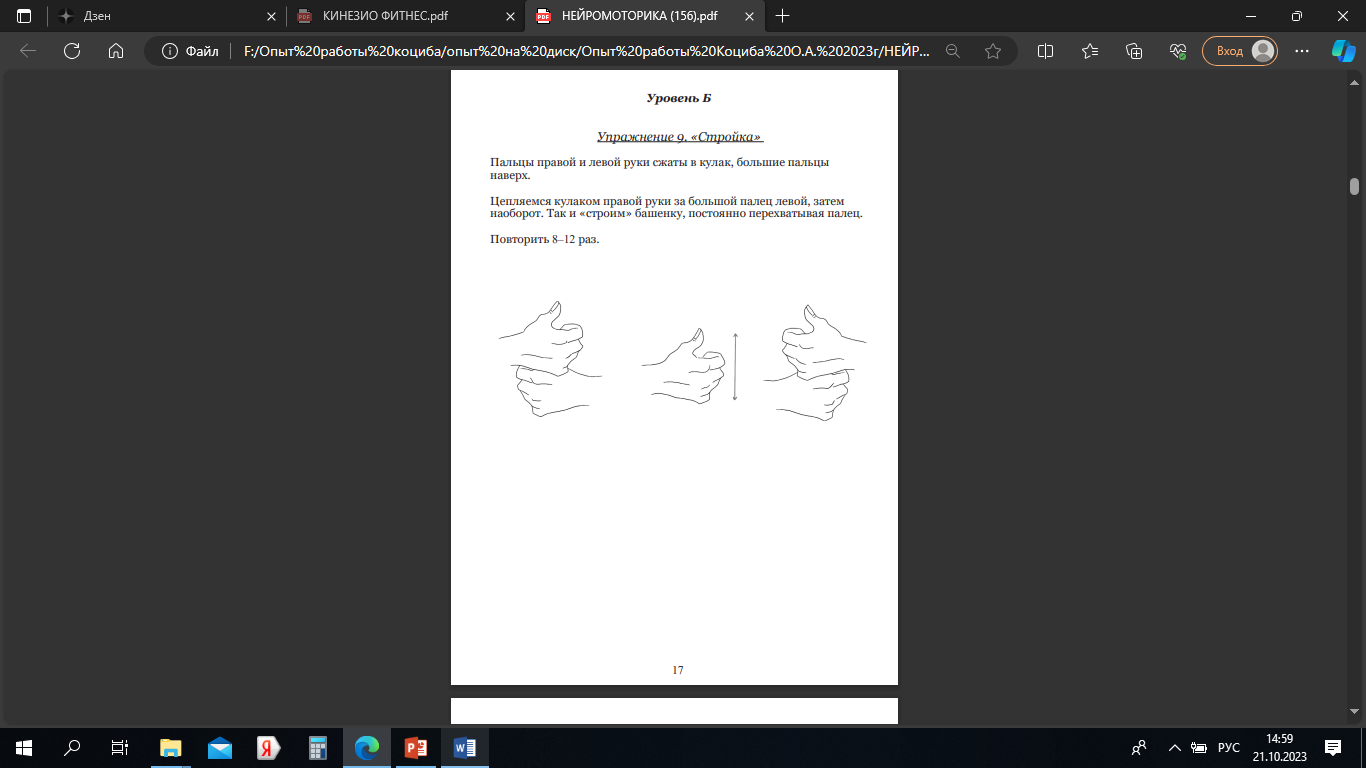 Дзен
КИНЕЗИО ФИТНЕС.pdf
НЕЙРОМОТОРИКА (156).pdf
Файл
F:/Опыт%20работы%20коциба/опыт%20на%20диск/Опыт%20работы%20Коциба%20О.А.%202023г/НЕЙР...
Вход
Уровень Б
Упражнение 9. «Стройка»
Пальцы правой и левой руки сжаты в кулак, большие пальцы
наверх.
Цепляемся кулаком правой руки за большой палец левой, затем
наоборот. Так и «строим» башенку, постоянно перехватывая палец.
Повторить 8–12 раз.
17
РУС
14:59
21.10.2023